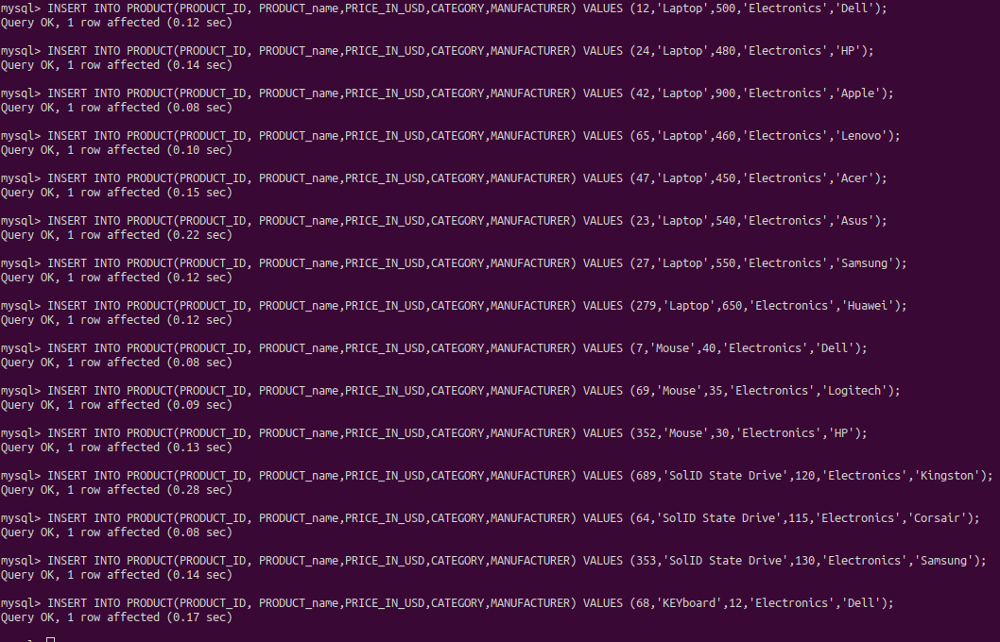 mysql> INSERT INTO PRODUCT(PRODUCT_ID, PRODUCT_name,PRICE_IN_USD,CATEGORY,MANUFACTURER) VALUES (12,'Laptop',500,'Electronics','Dell');
Query OK, 1 row affected (0.12 sec)
mysql> INSERT INTO PRODUCT(PRODUCT_ID, PRODUCT_name,PRICE_IN_USD,CATEGORY,MANUFACTURER) VALUES (24,'Laptop',480,'Electronics','HP');
Query OK, 1 row affected (0.14 sec)
mysql> INSERT INTO PRODUCT(PRODUCT_ID, PRODUCT_name,PRICE_IN_USD,CATEGORY,MANUFACTURER) VALUES (42,'Laptop',900,'Electronics','Apple');
Query OK, 1 row affected (0.08 sec)
mysql> INSERT INTO PRODUCT(PRODUCT_ID, PRODUCT_name,PRICE_IN_USD,CATEGORY,MANUFACTURER) VALUES (65,'Laptop',460,'Electronics','Lenovo');
Query OK, 1 row affected (0.10 sec)
mysql> INSERT INTO PRODUCT(PRODUCT_ID, PRODUCT_name,PRICE_IN_USD,CATEGORY,MANUFACTURER) VALUES (47,'Laptop',450,'Electronics','Acer');
Query OK, 1 row affected (0.15 sec)
mysql> INSERT INTO PRODUCT(PRODUCT_ID, PRODUCT_name,PRICE_IN_USD,CATEGORY,MANUFACTURER) VALUES (23,'Laptop',540,'Electronics','Asus');
Query OK, 1 row affected (0.22 sec)
mysql> INSERT INTO PRODUCT(PRODUCT_ID, PRODUCT_name,PRICE_IN_USD,CATEGORY,MANUFACTURER) VALUES (27,'Laptop',550,'Electronics','Samsung');
Query OK, 1 row affected (0.12 sec)
mysql> INSERT INTO PRODUCT(PRODUCT_ID, PRODUCT_name,PRICE_IN_USD,CATEGORY,MANUFACTURER) VALUES (279,'Laptop',650,'Electronics','Huawei');
Query OK, 1 row affected (0.12 sec)
mysql> INSERT INTO PRODUCT(PRODUCT_ID, PRODUCT_name,PRICE_IN_USD,CATEGORY,MANUFACTURER) VALUES (7,'Mouse',40,'Electronics','Dell');
Query OK, 1 row affected (0.08 sec)
mysql> INSERT INTO PRODUCT(PRODUCT_ID, PRODUCT_name,PRICE_IN_USD,CATEGORY,MANUFACTURER) VALUES (69,'Mouse',35,'Electronics','Logitech');
Query OK, 1 row affected (0.09 sec)
mysql> INSERT INTO PRODUCT(PRODUCT_ID, PRODUCT_name,PRICE_IN_USD,CATEGORY,MANUFACTURER) VALUES (352,'Mouse',30,'Electronics','HP');
Query OK, 1 row affected (0.13 sec)
mysql> INSERT INTO PRODUCT(PRODUCT_ID, PRODUCT_name,PRICE_IN_USD,CATEGORY,MANUFACTURER) VALUES (689,'SolID State Drive',120,'Electronics','Kingston');
Query OK, 1 row affected (0.28 sec)
mysql> INSERT INTO PRODUCT(PRODUCT_ID, PRODUCT_name,PRICE_IN_USD,CATEGORY,MANUFACTURER) VALUES (64,'SolID State Drive',115,'Electronics','Corsair');
Query OK, 1 row affected (0.08 sec)
mysql> INSERT INTO PRODUCT(PRODUCT_ID, PRODUCT_name,PRICE_IN_USD,CATEGORY,MANUFACTURER) VALUES (353,'SolID State Drive',130,'Electronics','Samsung');
Query OK, 1 row affected (0.14 sec)
mysql> INSERT INTO PRODUCT(PRODUCT_ID, PRODUCT_name,PRICE_IN_USD,CATEGORY,MANUFACTURER) VALUES (68,'KEYboard',12,'Electronics','Dell');
Query OK, 1 row affected (0.17 sec)